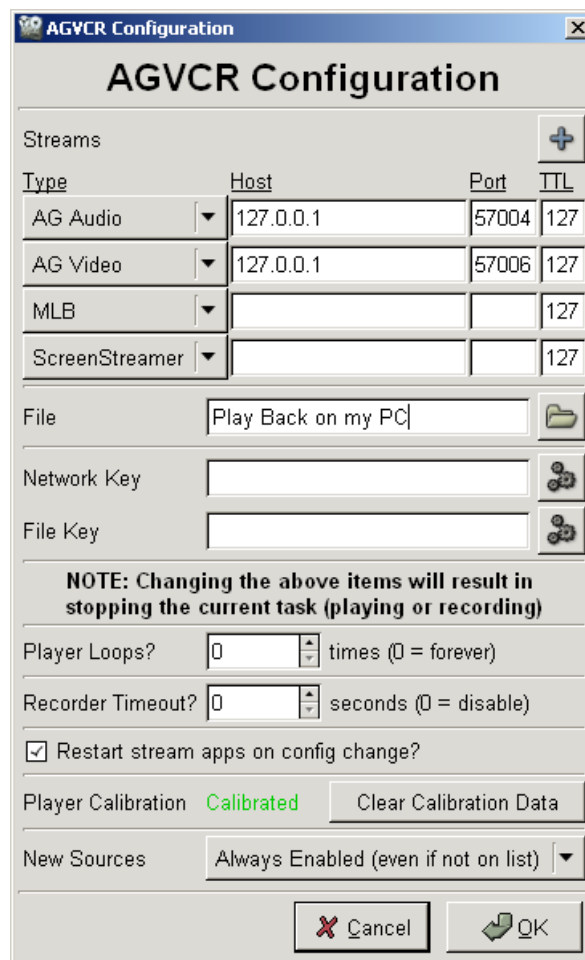 AGVCR Configuration
AGVCR Configuration
Streams
Type Host Port TTL
AG Audio 127.0.0.1 57004 127
AG Video 127.0.0.1 57006 127
MLB 127
ScreenStreamer 127
File Play Back on my PC
Network Key
File Key
NOTE: Changing the above items will result in
stopping the current task (playing or recording)
Player Loops? 0 times (0 = forever)
Recorder Timeout? 0 seconds (0 = disable)
Restart stream apps on config change?
Player Calibration Calibrated Clear Calibration Data
New Sources Always Enabled (even if not on list)
Cancel OK